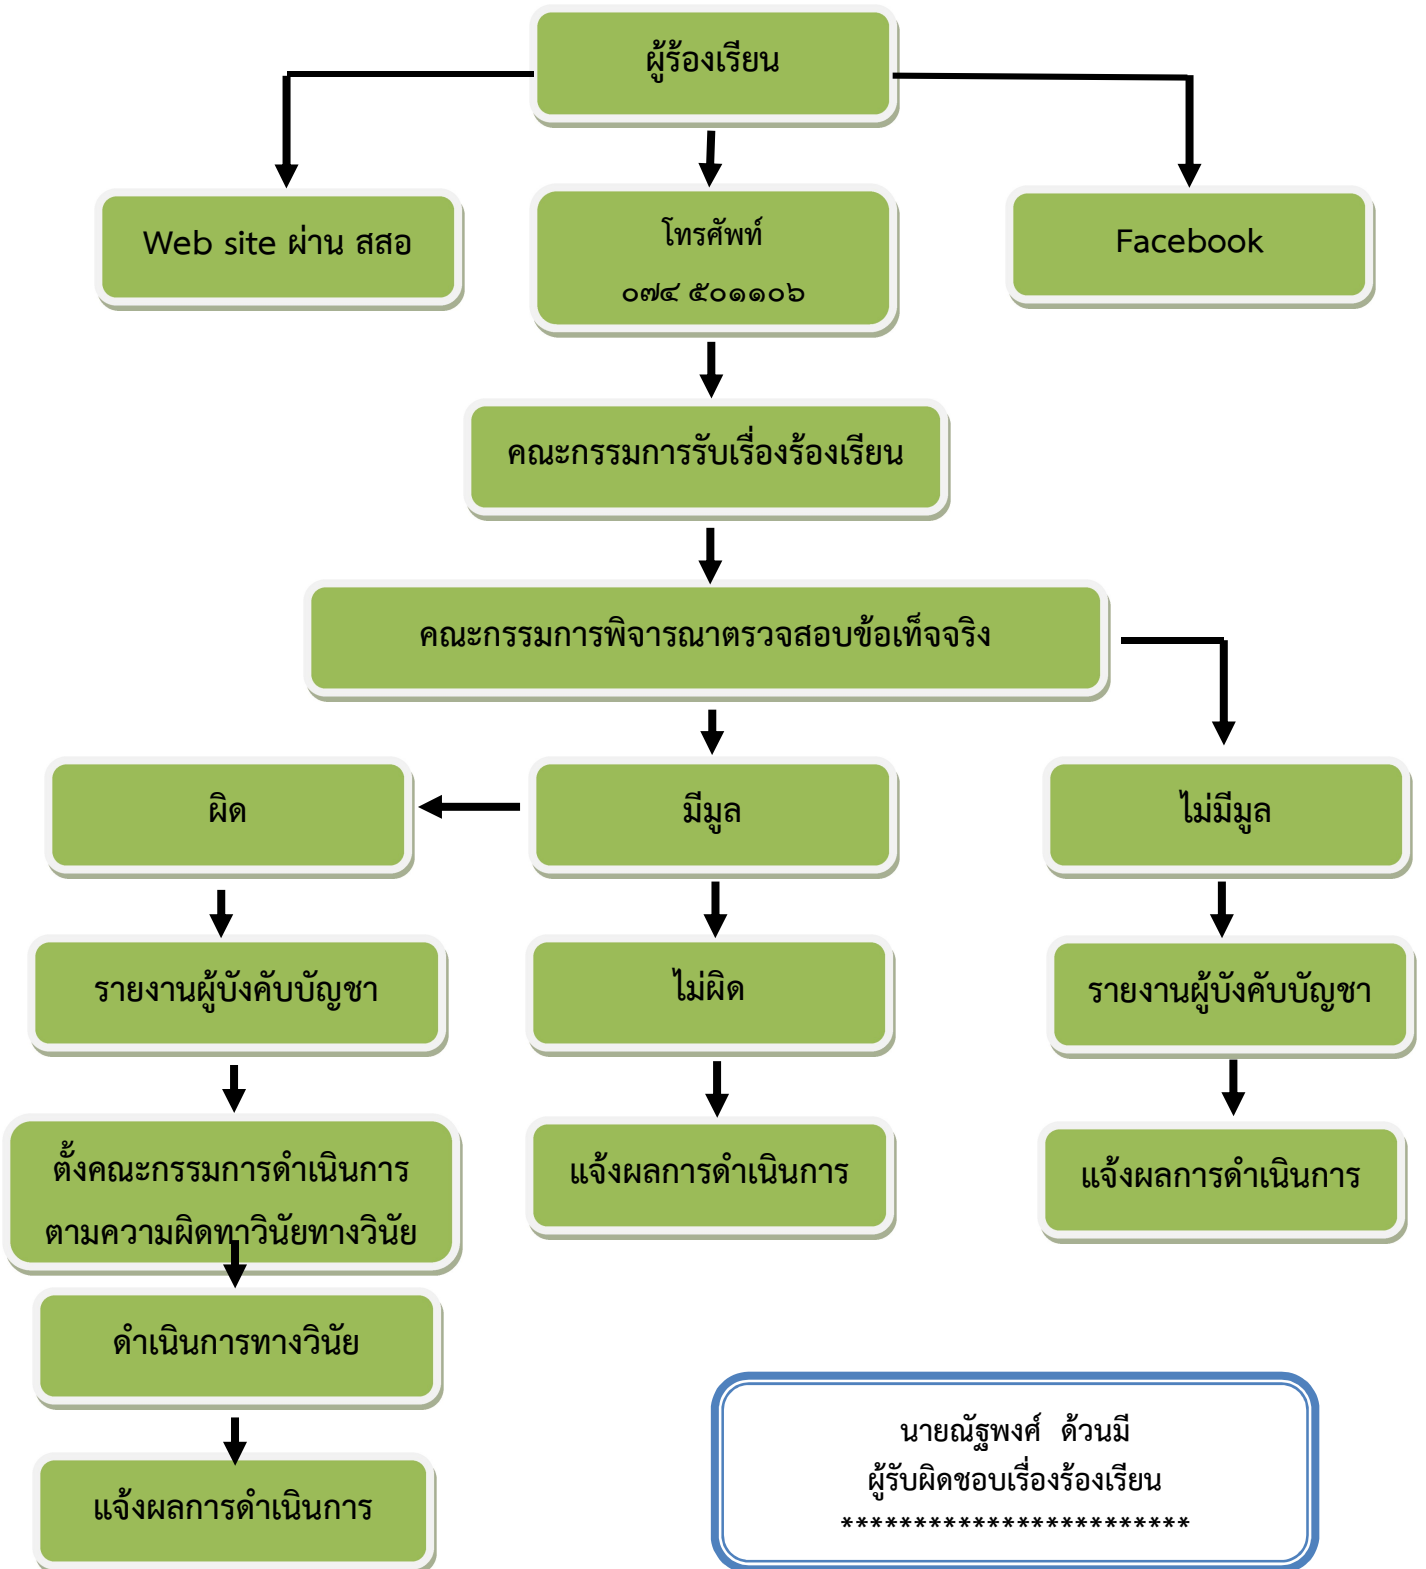 ผู้ร้องเรียน
Web site ผ่าน สสอ
โทรศัพท์
๐๗๔ ๕๐๑๑๐๖
Facebook
คณะกรรมการรับเรื่องร้องเรียน
คณะกรรมการพิจารณาตรวจสอบข้อเท็จจริง
ผิด
มีมูล
ไม่มีมูล
รายงานผู้บังคับบัญชา
ไม่ผิด
รายงานผู้บังคับบัญชา
ตั้งคณะกรรมการดำเนินการ
ตามความผิดทาวินัยทางวินัย
แจ้งผลการดำเนินการ
แจ้งผลการดำเนินการ
ดำเนินการทางวินัย
แจ้งผลการดำเนินการ
นายณัฐพงศ์ ด้วนมี
ผู้รับผิดชอบเรื่องร้องเรียน
************************